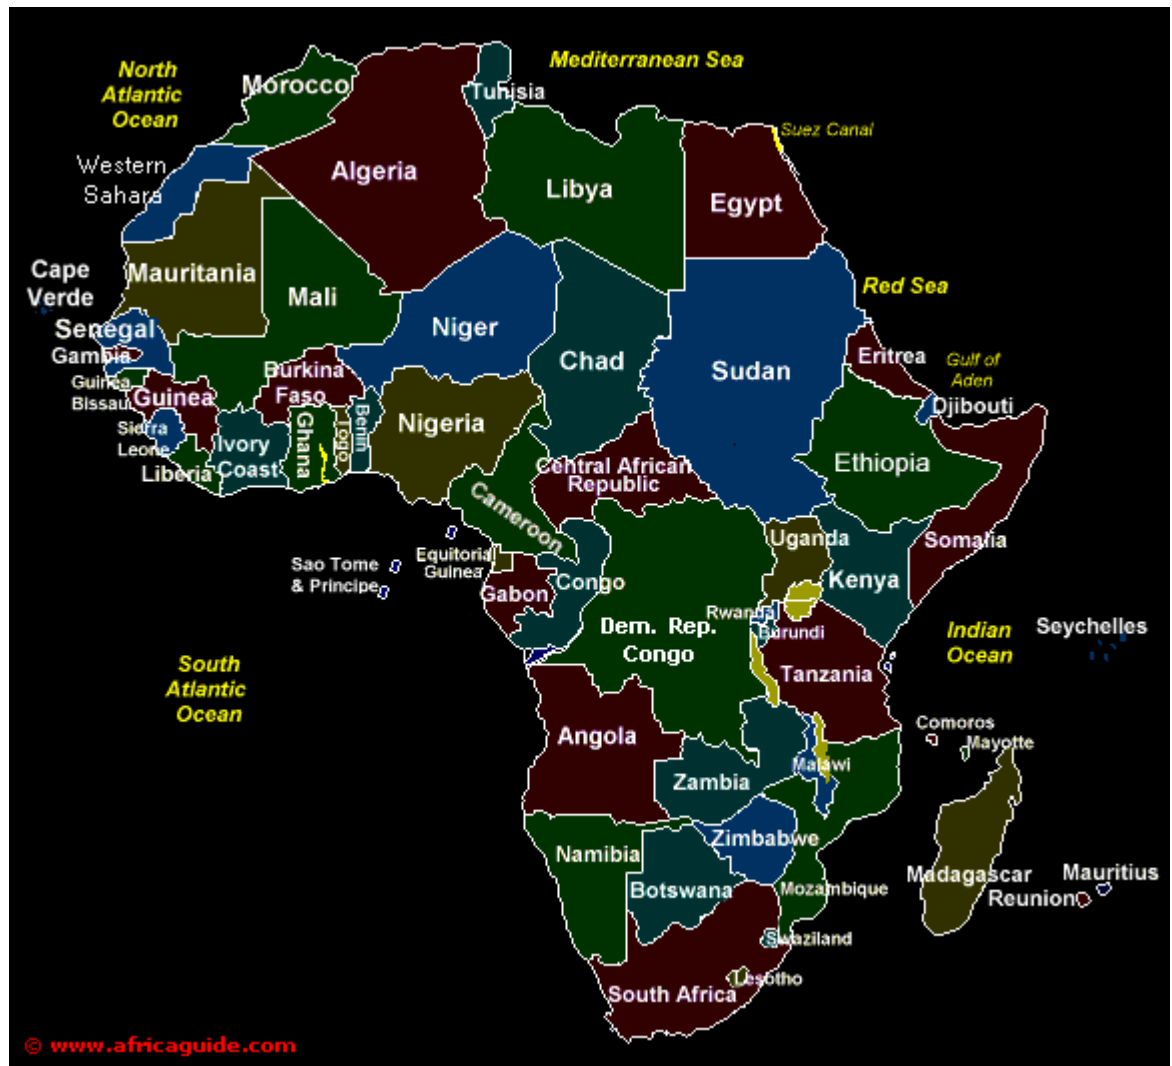 Mediterranean Sea
North
Atlantic
Ocean
Morocco
Tunisia
Suez Canal
Western
Sahara
Algeria
Libya
Egypt
Cape
Verde
Mauritania
Mali
Niger
Chad
Sudan
Red Sea
Senegal
Gambia
Guinea
Bissau
Guinea
Burkina
Faso
Eritrea
Gulf of
Aden
Djibouti
Sierra
Leone
Liberia
Ivory
Coast
Ghana
Togo
Benin
Nigeria
Central African
Republic
Ethiopia
Cameroon
Somalia
Uganda
Kenya
Equitorial
Guinea
Sao Tome
& Principe
Gabon
Congo
Rwanda
Burundi
Dem. Rep.
Congo
Tanzania
Indian
Ocean
Seychelles
South
Atlantic
Ocean
Angola
Zambia
Malawi
Comoros
Mayotte
Namibia
Zimbabwe
Botswana
Mozambique
Madagascar
Mauritius
Reunion
Swaziland
Lesotho
South Africa
© www.africaguide.com